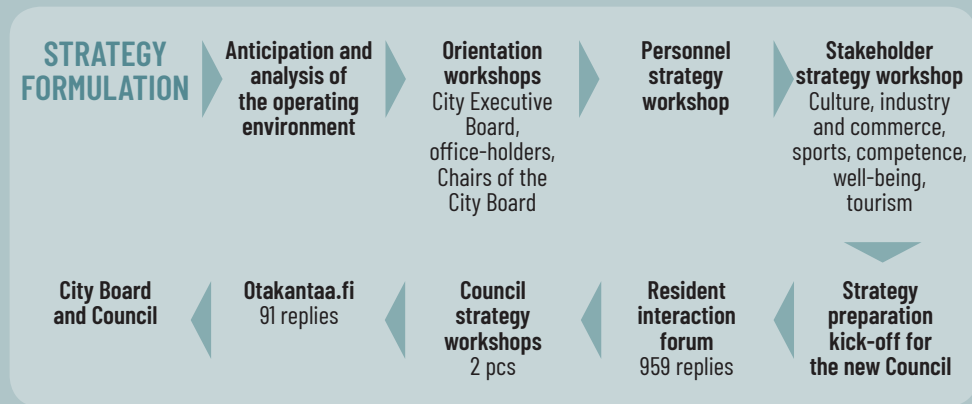 STRATEGY
FORMULATION
Anticipation and
analysis of
the operating
environment
Orientation
workshops
City Executive
Board,
office-holders,
Chairs of the
City Board
Personnel
strategy
workshop
Stakeholder
strategy workshop
Culture, industry
and commerce,
sports, competence,
well-being,
tourism
Strategy
preparation
kick-off for
the new Council
Resident
interaction
forum
959 replies
Council
strategy
workshops
2 pcs
Otakantaa.fi
91 replies
City Board
and Council